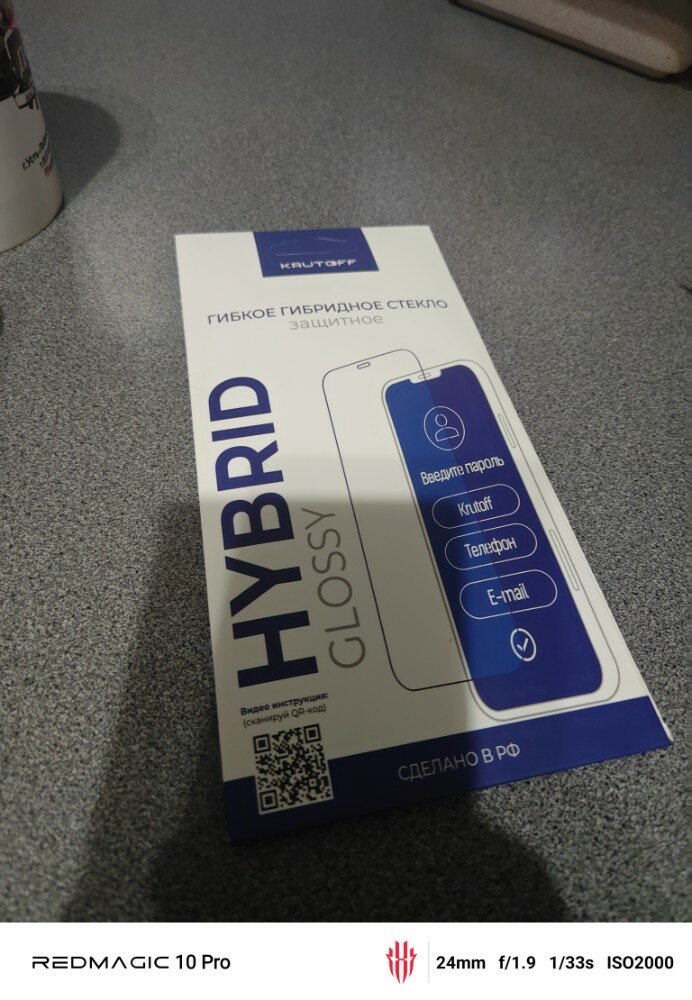 KRUTOFF
ГИБКОЕ ГИБРИДНОЕ СТЕКЛО
защитное
HYBRID
GLOSSY
Введите пароль
Krutoff
Телефон
E-mail
Видео инструкция:
(сканируй QR-код)
СДЕЛАНО В РФ
REDMAGIC 10 Pro
24mm f/1.9 1/33s ISO2000